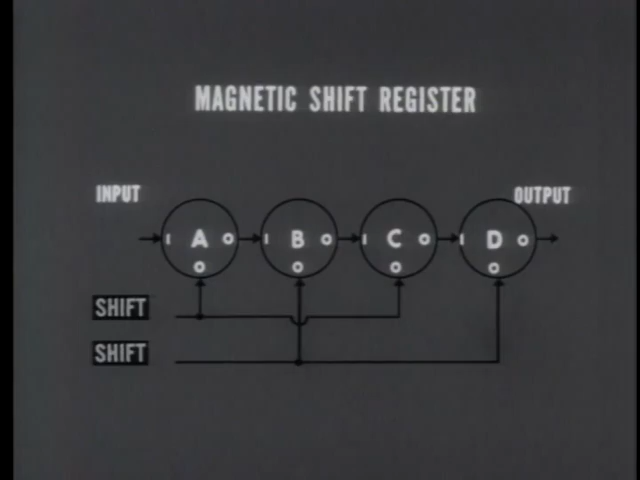 MAGNETIC SHIFT REGISTER
INPUT
OUTPUT
I A O I B O I C O I D O
O O O O
SHIFT
SHIFT